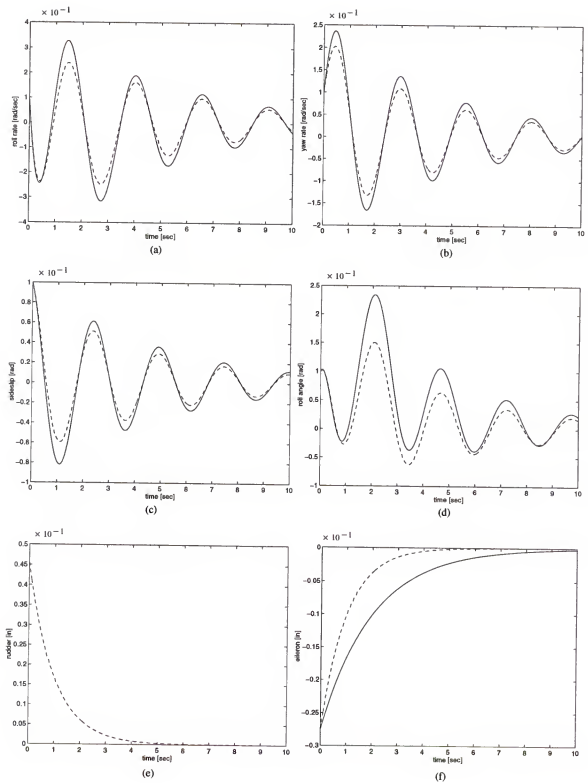 × 10⁻¹
4
3
2
1
0
−1
−2
−3
−4
roll rate [rad/sec]
0 1 2 3 4 5 6 7 8 9 10
time [sec]
(a)
× 10⁻¹
2.5
2
1.5
1
0.5
0
−0.5
−1
−1.5
−2
yaw rate [rad/sec]
0 1 2 3 4 5 6 7 8 9 10
time [sec]
(b)
× 10⁻¹
1
0.8
0.6
0.4
0.2
0
−0.2
−0.4
−0.6
−0.8
−1
sideslip [rad]
0 1 2 3 4 5 6 7 8 9 10
time [sec]
(c)
× 10⁻¹
2.5
2
1.5
1
0.5
0
−0.5
−1
roll angle [rad]
0 1 2 3 4 5 6 7 8 9 10
time [sec]
(d)
× 10⁻¹
0.5
0.45
0.4
0.35
0.3
0.25
0.2
0.15
0.1
0.05
0
rudder [in]
0 1 2 3 4 5 6 7 8 9 10
time [sec]
(e)
× 10⁻¹
0
−0.05
−0.1
−0.15
−0.2
−0.25
−0.3
aileron [in]
0 1 2 3 4 5 6 7 8 9 10
time [sec]
(f)